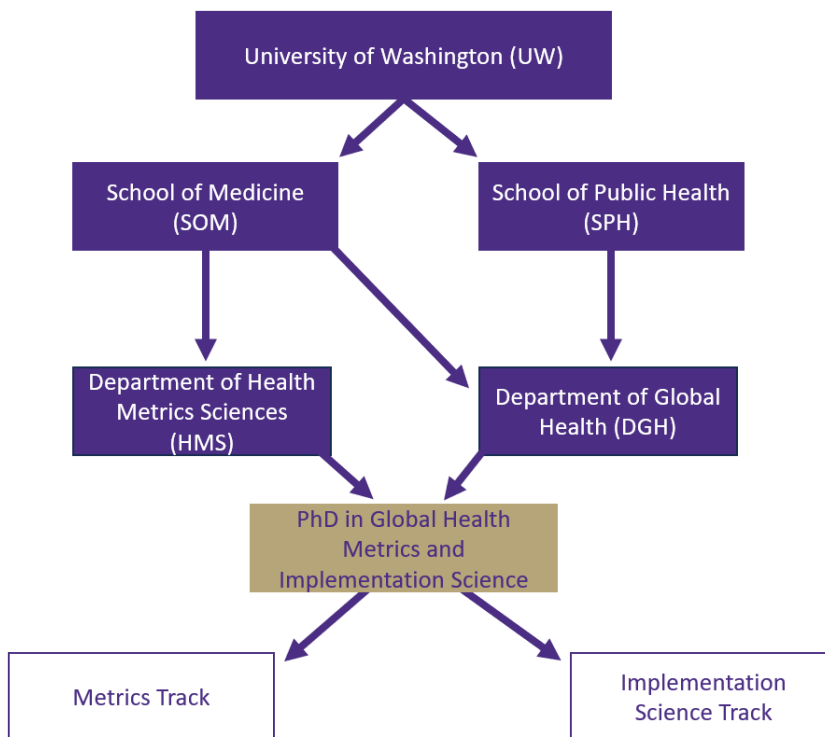 University of Washington (UW)
School of Medicine
(SOM)
School of Public Health
(SPH)
Department of Health
Metrics Sciences
(HMS)
Department of Global
Health (DGH)
PhD in Global Health
Metrics and
Implementation Science
Metrics Track
Implementation
Science Track